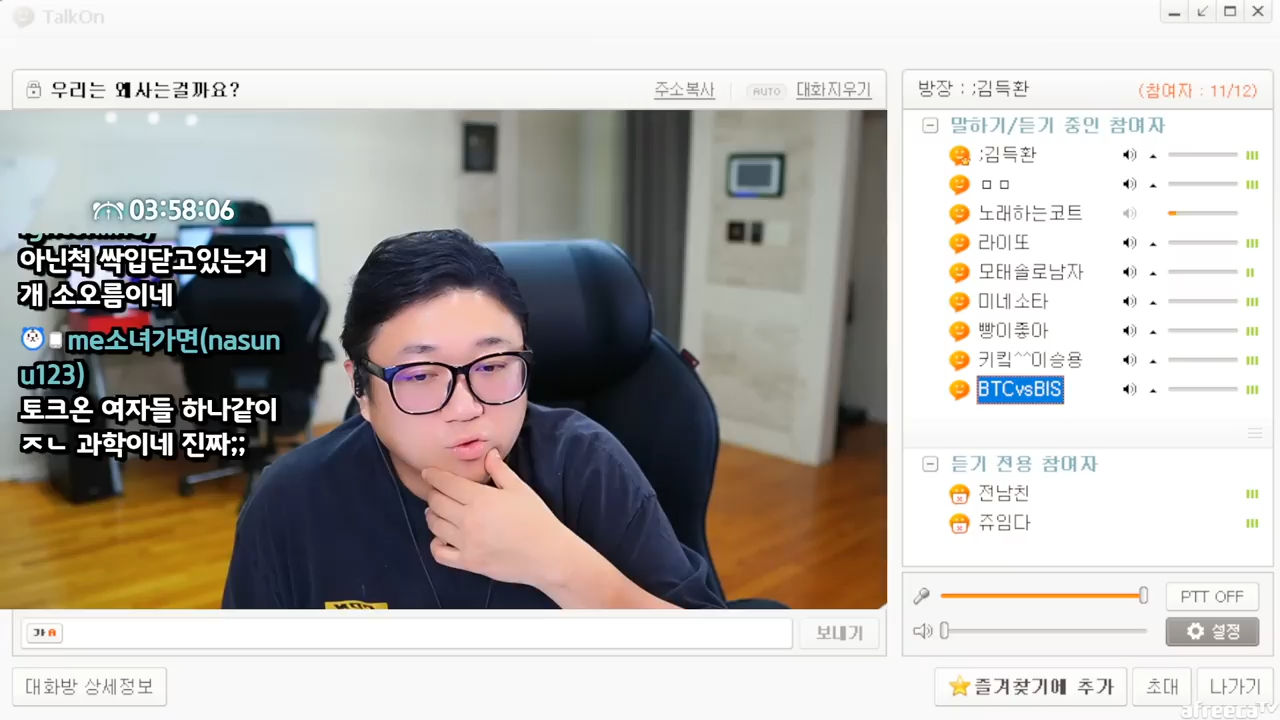 TalkOn
우리는 왜사는걸까요?
주소복사
AUTO
대화지우기
방장 : ;김득환
(참여자 : 11/12)
말하기/듣기 중인 참여자
;김득환
ㅁㅁ
노래하는코트
라이또
모태솔로남자
미네소타
빵이좋아
키킼^^이승용
BTCvsBIS
듣기 전용 참여자
전남친
쥬임다
03:58:06
아닌척 싹입닫고있는거
개 소오름이네
me소녀가면(nasun
u123)
토크온 여자들 하나같이
ㅈㄴ 과학이네 진짜;;
가A
보내기
PTT OFF
설정
대화방 상세정보
즐겨찾기에 추가
초대
나가기
afreecaTV